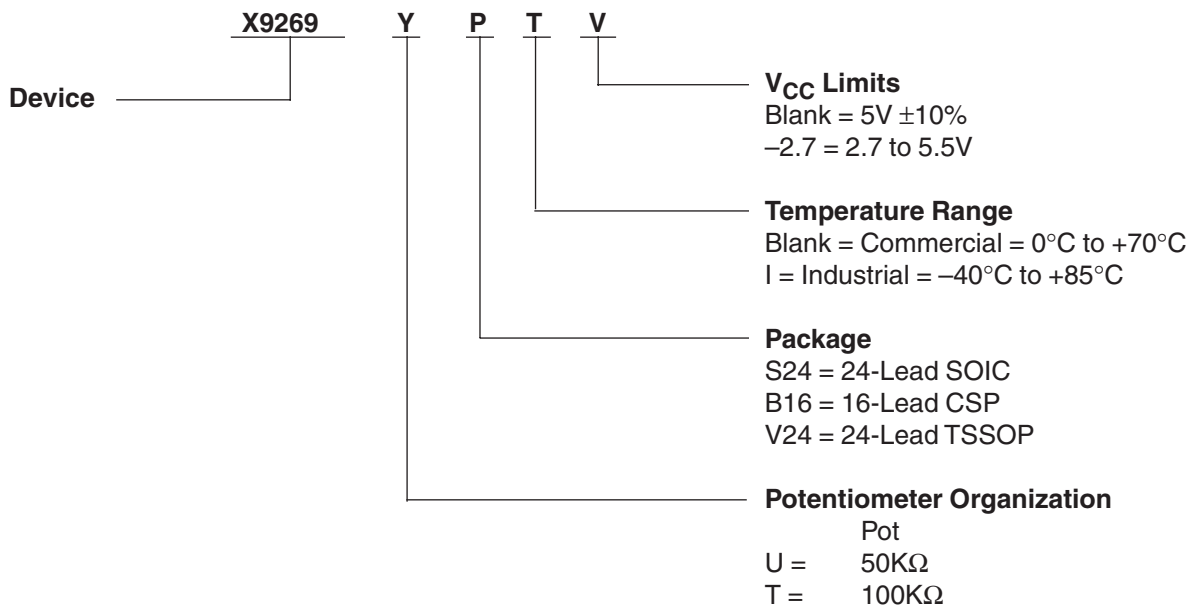 X9269 Y P T V
Device
VCC Limits
Blank = 5V ±10%
–2.7 = 2.7 to 5.5V
Temperature Range
Blank = Commercial = 0°C to +70°C
I = Industrial = –40°C to +85°C
Package
S24 = 24-Lead SOIC
B16 = 16-Lead CSP
V24 = 24-Lead TSSOP
Potentiometer Organization
Pot
U = 50KΩ
T = 100KΩ